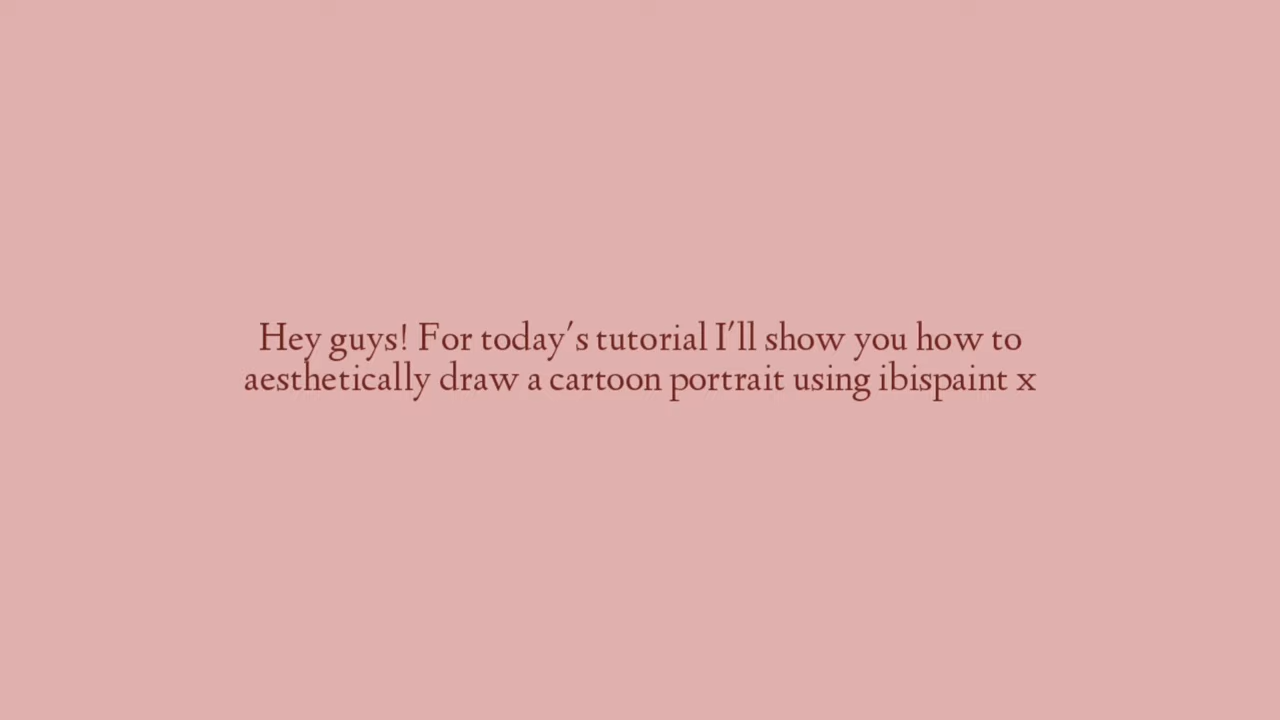 Hey guys! For today's tutorial I'll show you how to
aesthetically draw a cartoon portrait using ibispaint x